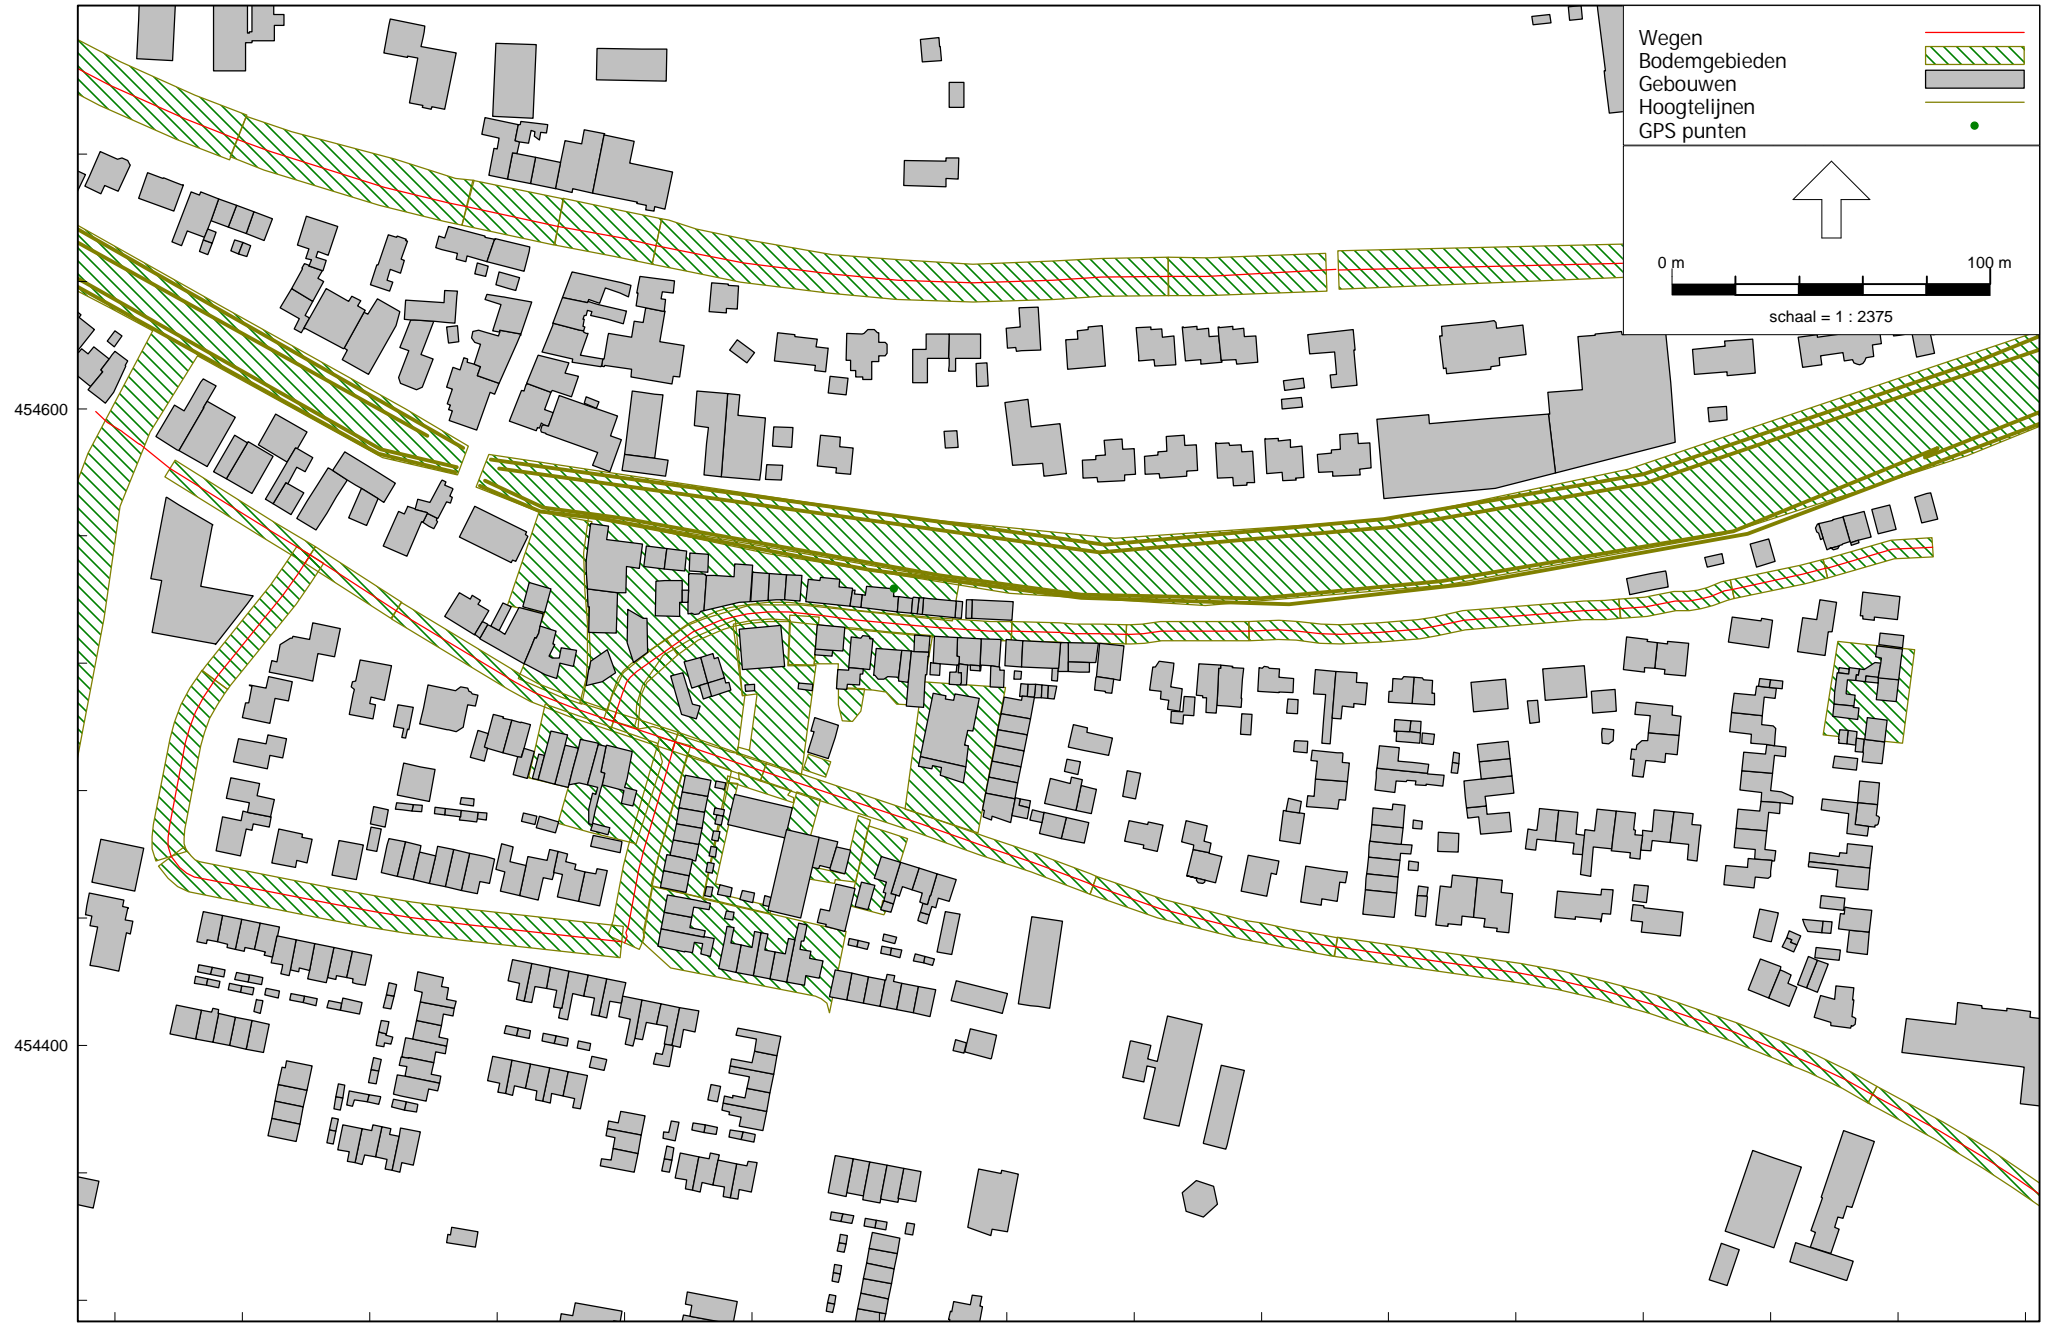 Wegen
Bodemgebieden
Gebouwen
Hoogtelijnen
GPS punten
0 m 100 m
schaal = 1 : 2375
454600
454400